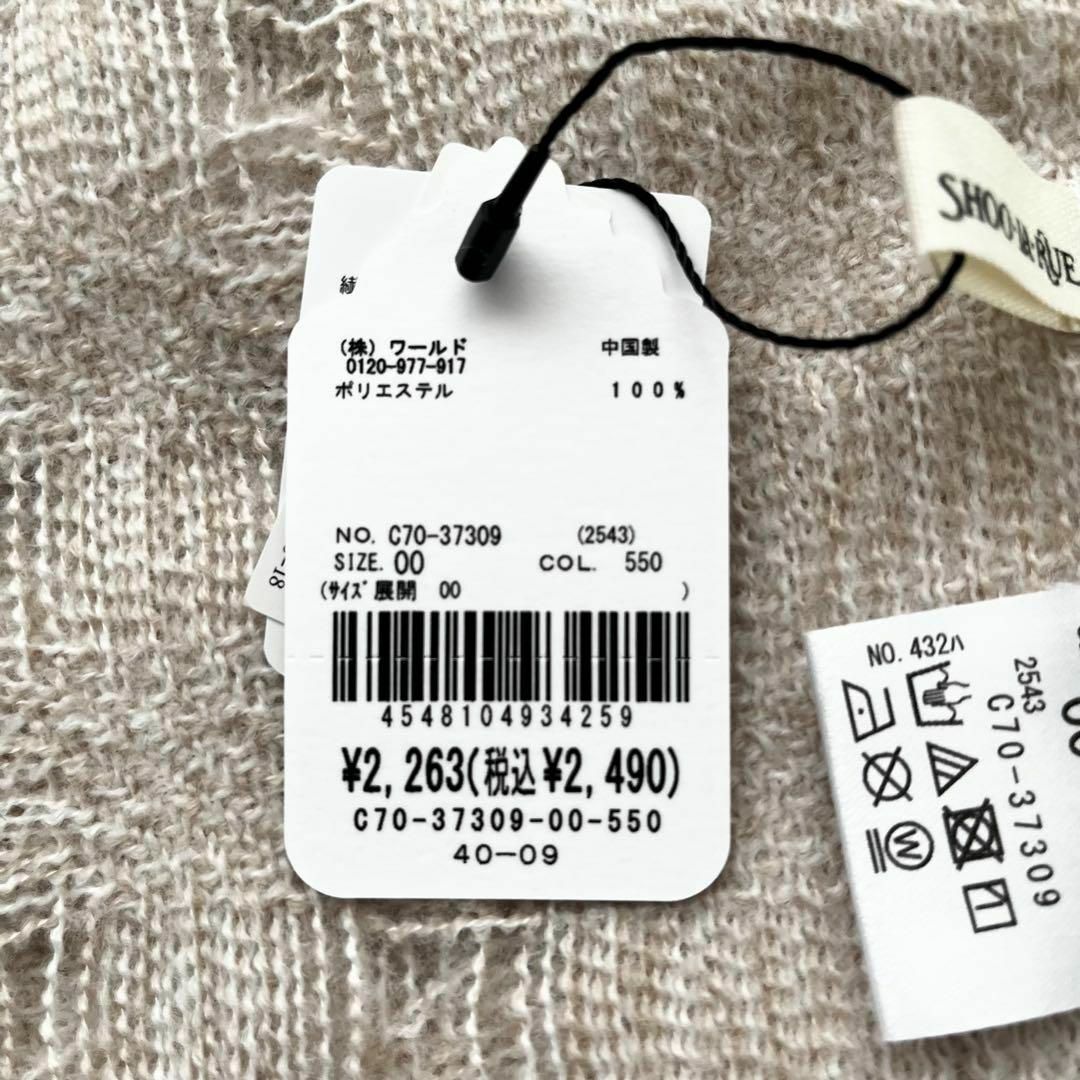 SHOO·LA·RUE
(株) ワールド 中国製
0120-977-917
ポリエステル 100%
NO. C70-37309 (2543)
SIZE. 00 COL. 550
(ｻｲｽﾞ 展開 00 )
4548104934259
¥2,263(税込¥2,490)
C70-37309-00-550
40-09
-18
NO. 432ハ
2543
C70-37309
00
W